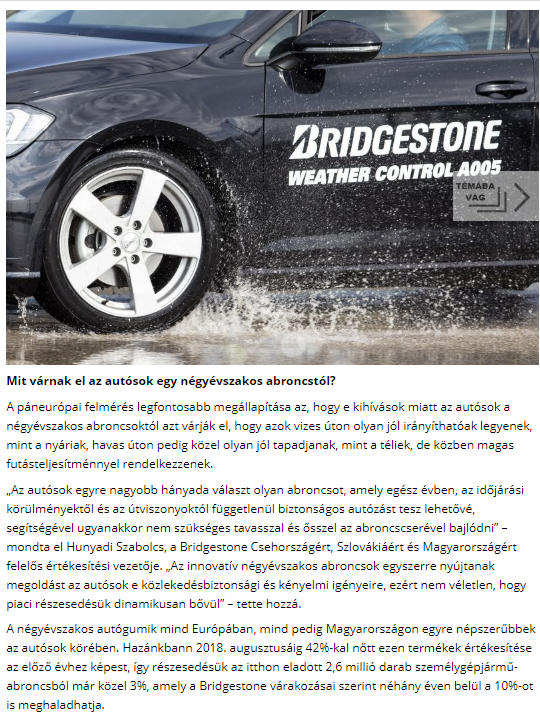 BRIDGESTONE
WEATHER CONTROL A005
TÉMÁBA
VÁG
Mit várnak el az autósok egy négyévszakos abroncstól?
A páneurópai felmérés legfontosabb megállapítása az, hogy e kihívások miatt az autósok a
négyévszakos abroncsoktól azt várják el, hogy azok vizes úton olyan jól irányíthatóak legyenek,
mint a nyáriak, havas úton pedig közel olyan jól tapadjanak, mint a téliek, de közben magas
futásteljesítménnyel rendelkezzenek.
„Az autósok egyre nagyobb hányada választ olyan abroncsot, amely egész évben, az időjárási
körülményektől és az útviszonyoktól függetlenül biztonságos autózást tesz lehetővé,
segítségével ugyanakkor nem szükséges tavasszal és ősszel az abroncscserével bajlódni” –
mondta el Hunyadi Szabolcs, a Bridgestone Csehországért, Szlovákiáért és Magyarországért
felelős értékesítési vezetője. „Az innovatív négyévszakos abroncsok egyszerre nyújtanak
megoldást az autósok e közlekedésbiztonsági és kényelmi igényeire, ezért nem véletlen, hogy
piaci részesedésük dinamikusan bővül” – tette hozzá.
A négyévszakos autógumik mind Európában, mind pedig Magyarországon egyre népszerűbbek
az autósok körében. Hazánkbann 2018. augusztusáig 42%-kal nőtt ezen termékek értékesítése
az előző évhez képest, így részesedésük az itthon eladott 2,6 millió darab személygépjármű-
abroncsból már közel 3%, amely a Bridgestone várakozásai szerint néhány éven belül a 10%-ot
is meghaladhatja.